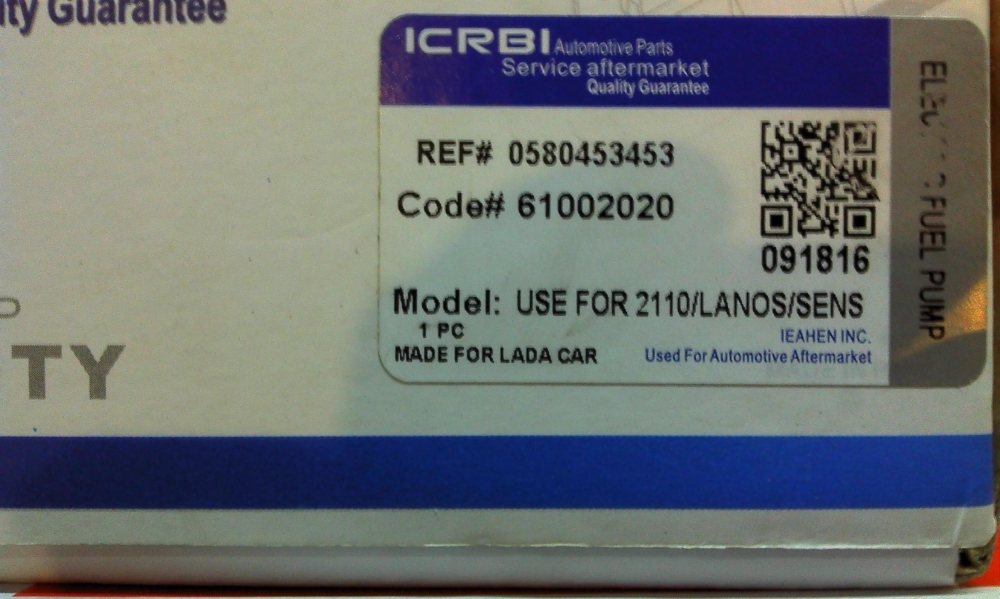 ity Guarantee
ICRBI Automotive Parts
Service aftermarket
Quality Guarantee
REF# 0580453453
Code# 61002020
091816
Model: USE FOR 2110/LANOS/SENS
1 PC
IEAHEN INC.
MADE FOR LADA CAR
Used For Automotive Aftermarket
FUEL PUMP
TY